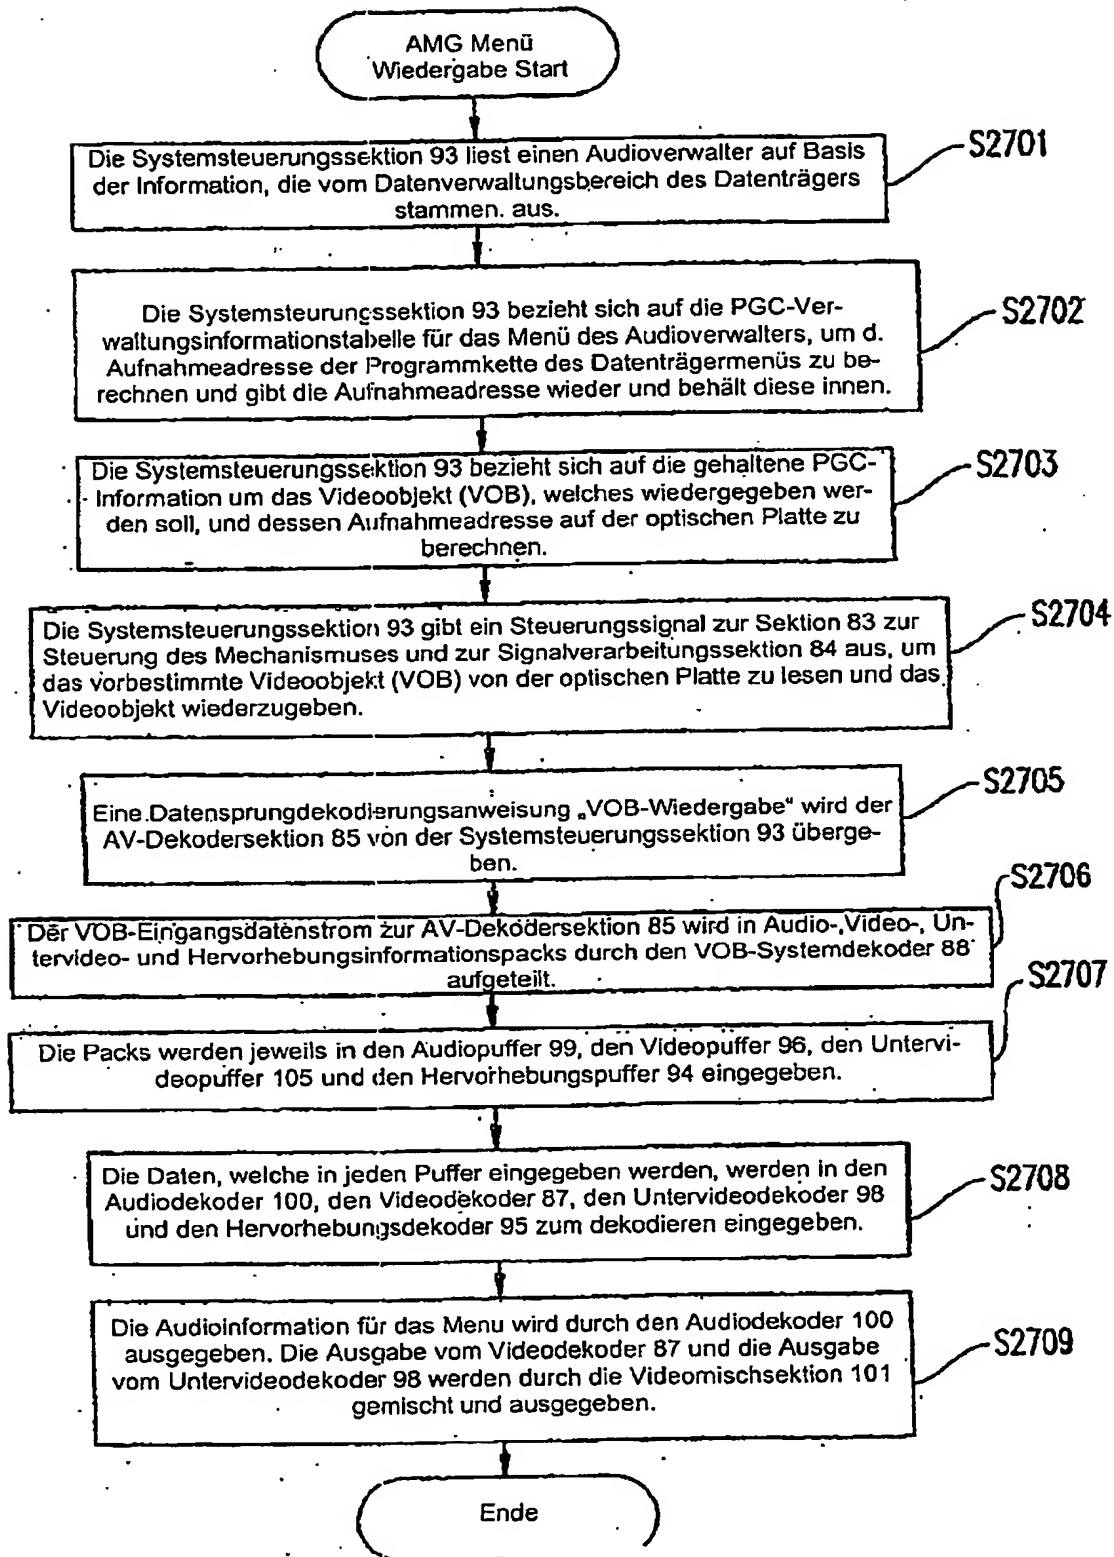 AMG Menü
Wiedergabe Start
Die Systemsteuerungssektion 93 liest einen Audioverwalter auf Basis
der Information, die vom Datenverwaltungsbereich des Datenträgers
stammen. aus.
S2701
Die Systemsteurungssektion 93 bezieht sich auf die PGC-Ver-
waltungsinformationstabelle für das Menü des Audioverwalters, um d.
Aufnahmeadresse der Programmkette des Datenträgermenüs zu be-
rechnen und gibt die Aufnahmeadresse wieder und behält diese innen.
S2702
Die Systemsteuerungssektion 93 bezieht sich auf die gehaltene PGC-
Information um das Videoobjekt (VOB), welches wiedergegeben wer-
den soll, und dessen Aufnahmeadresse auf der optischen Platte zu
berechnen.
S2703
Die Systemsteuerungssektion 93 gibt ein Steuerungssignal zur Sektion 83 zur
Steuerung des Mechanismuses und zur Signalverarbeitungssektion 84 aus, um
das vorbestimmte Videoobjekt (VOB) von der optischen Platte zu lesen und das
Videoobjekt wiederzugeben.
S2704
Eine Datensprungdekodierungsanweisung „VOB-Wiedergabe“ wird der
AV-Dekodersektion 85 von der Systemsteuerungssektion 93 überge-
ben.
S2705
Der VOB-Eingangsdatenstrom zur AV-Dekodersektion 85 wird in Audio-, Video-, Un-
tervideo- und Hervorhebungsinformationspacks durch den VOB-Systemdekoder 88
aufgeteilt.
S2706
Die Packs werden jeweils in den Audiopuffer 99, den Videopuffer 96, den Untervi-
deopuffer 105 und den Hervorhebungspuffer 94 eingegeben.
S2707
Die Daten, welche in jeden Puffer eingegeben werden, werden in den
Audiodekoder 100, den Videodekoder 87, den Untervideodekoder 98
und den Hervorhebungsdekoder 95 zum dekodieren eingegeben.
S2708
Die Audioinformation für das Menu wird durch den Audiodekoder 100
ausgegeben. Die Ausgabe vom Videodekoder 87 und die Ausgabe
vom Untervideodekoder 98 werden durch die Videomischsektion 101
gemischt und ausgegeben.
S2709
Ende